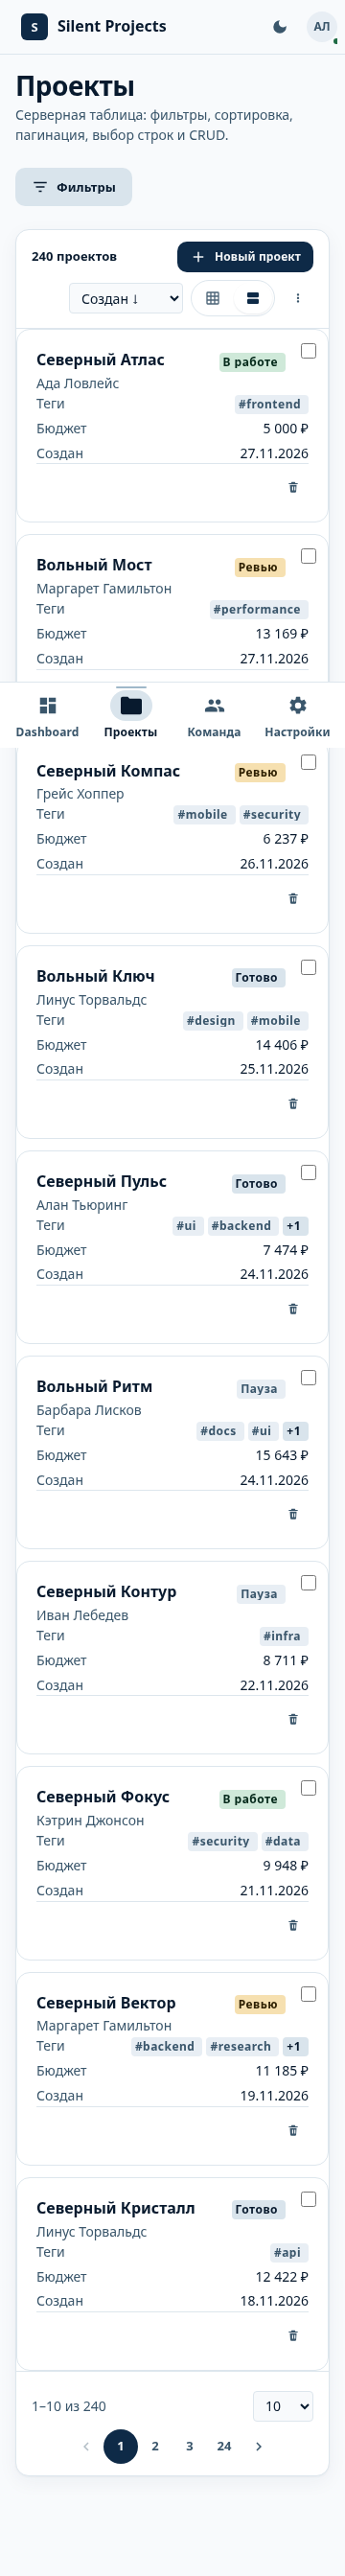 S Silent Projects АЛ
Проекты
Серверная таблица: фильтры, сортировка,
пагинация, выбор строк и CRUD.
Фильтры
240 проектов
Новый проект
Создан ↓
Северный Атлас
В работе
Ада Ловлейс
Теги #frontend
Бюджет 5 000 ₽
Создан 27.11.2026
Вольный Мост
Ревью
Маргарет Гамильтон
Теги #performance
Бюджет 13 169 ₽
Создан 27.11.2026
Dashboard Проекты Команда Настройки
Северный Компас
Ревью
Грейс Хоппер
Теги #mobile #security
Бюджет 6 237 ₽
Создан 26.11.2026
Вольный Ключ
Готово
Линус Торвальдс
Теги #design #mobile
Бюджет 14 406 ₽
Создан 25.11.2026
Северный Пульс
Готово
Алан Тьюринг
Теги #ui #backend +1
Бюджет 7 474 ₽
Создан 24.11.2026
Вольный Ритм
Пауза
Барбара Лисков
Теги #docs #ui +1
Бюджет 15 643 ₽
Создан 24.11.2026
Северный Контур
Пауза
Иван Лебедев
Теги #infra
Бюджет 8 711 ₽
Создан 22.11.2026
Северный Фокус
В работе
Кэтрин Джонсон
Теги #security #data
Бюджет 9 948 ₽
Создан 21.11.2026
Северный Вектор
Ревью
Маргарет Гамильтон
Теги #backend #research +1
Бюджет 11 185 ₽
Создан 19.11.2026
Северный Кристалл
Готово
Линус Торвальдс
Теги #api
Бюджет 12 422 ₽
Создан 18.11.2026
1–10 из 240 10
1 2 3 24